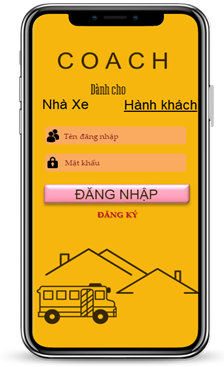 COACH
Dành cho
Nhà Xe Hành khách
Tên đăng nhập
Mật khẩu
ĐĂNG NHẬP
ĐĂNG KÝ